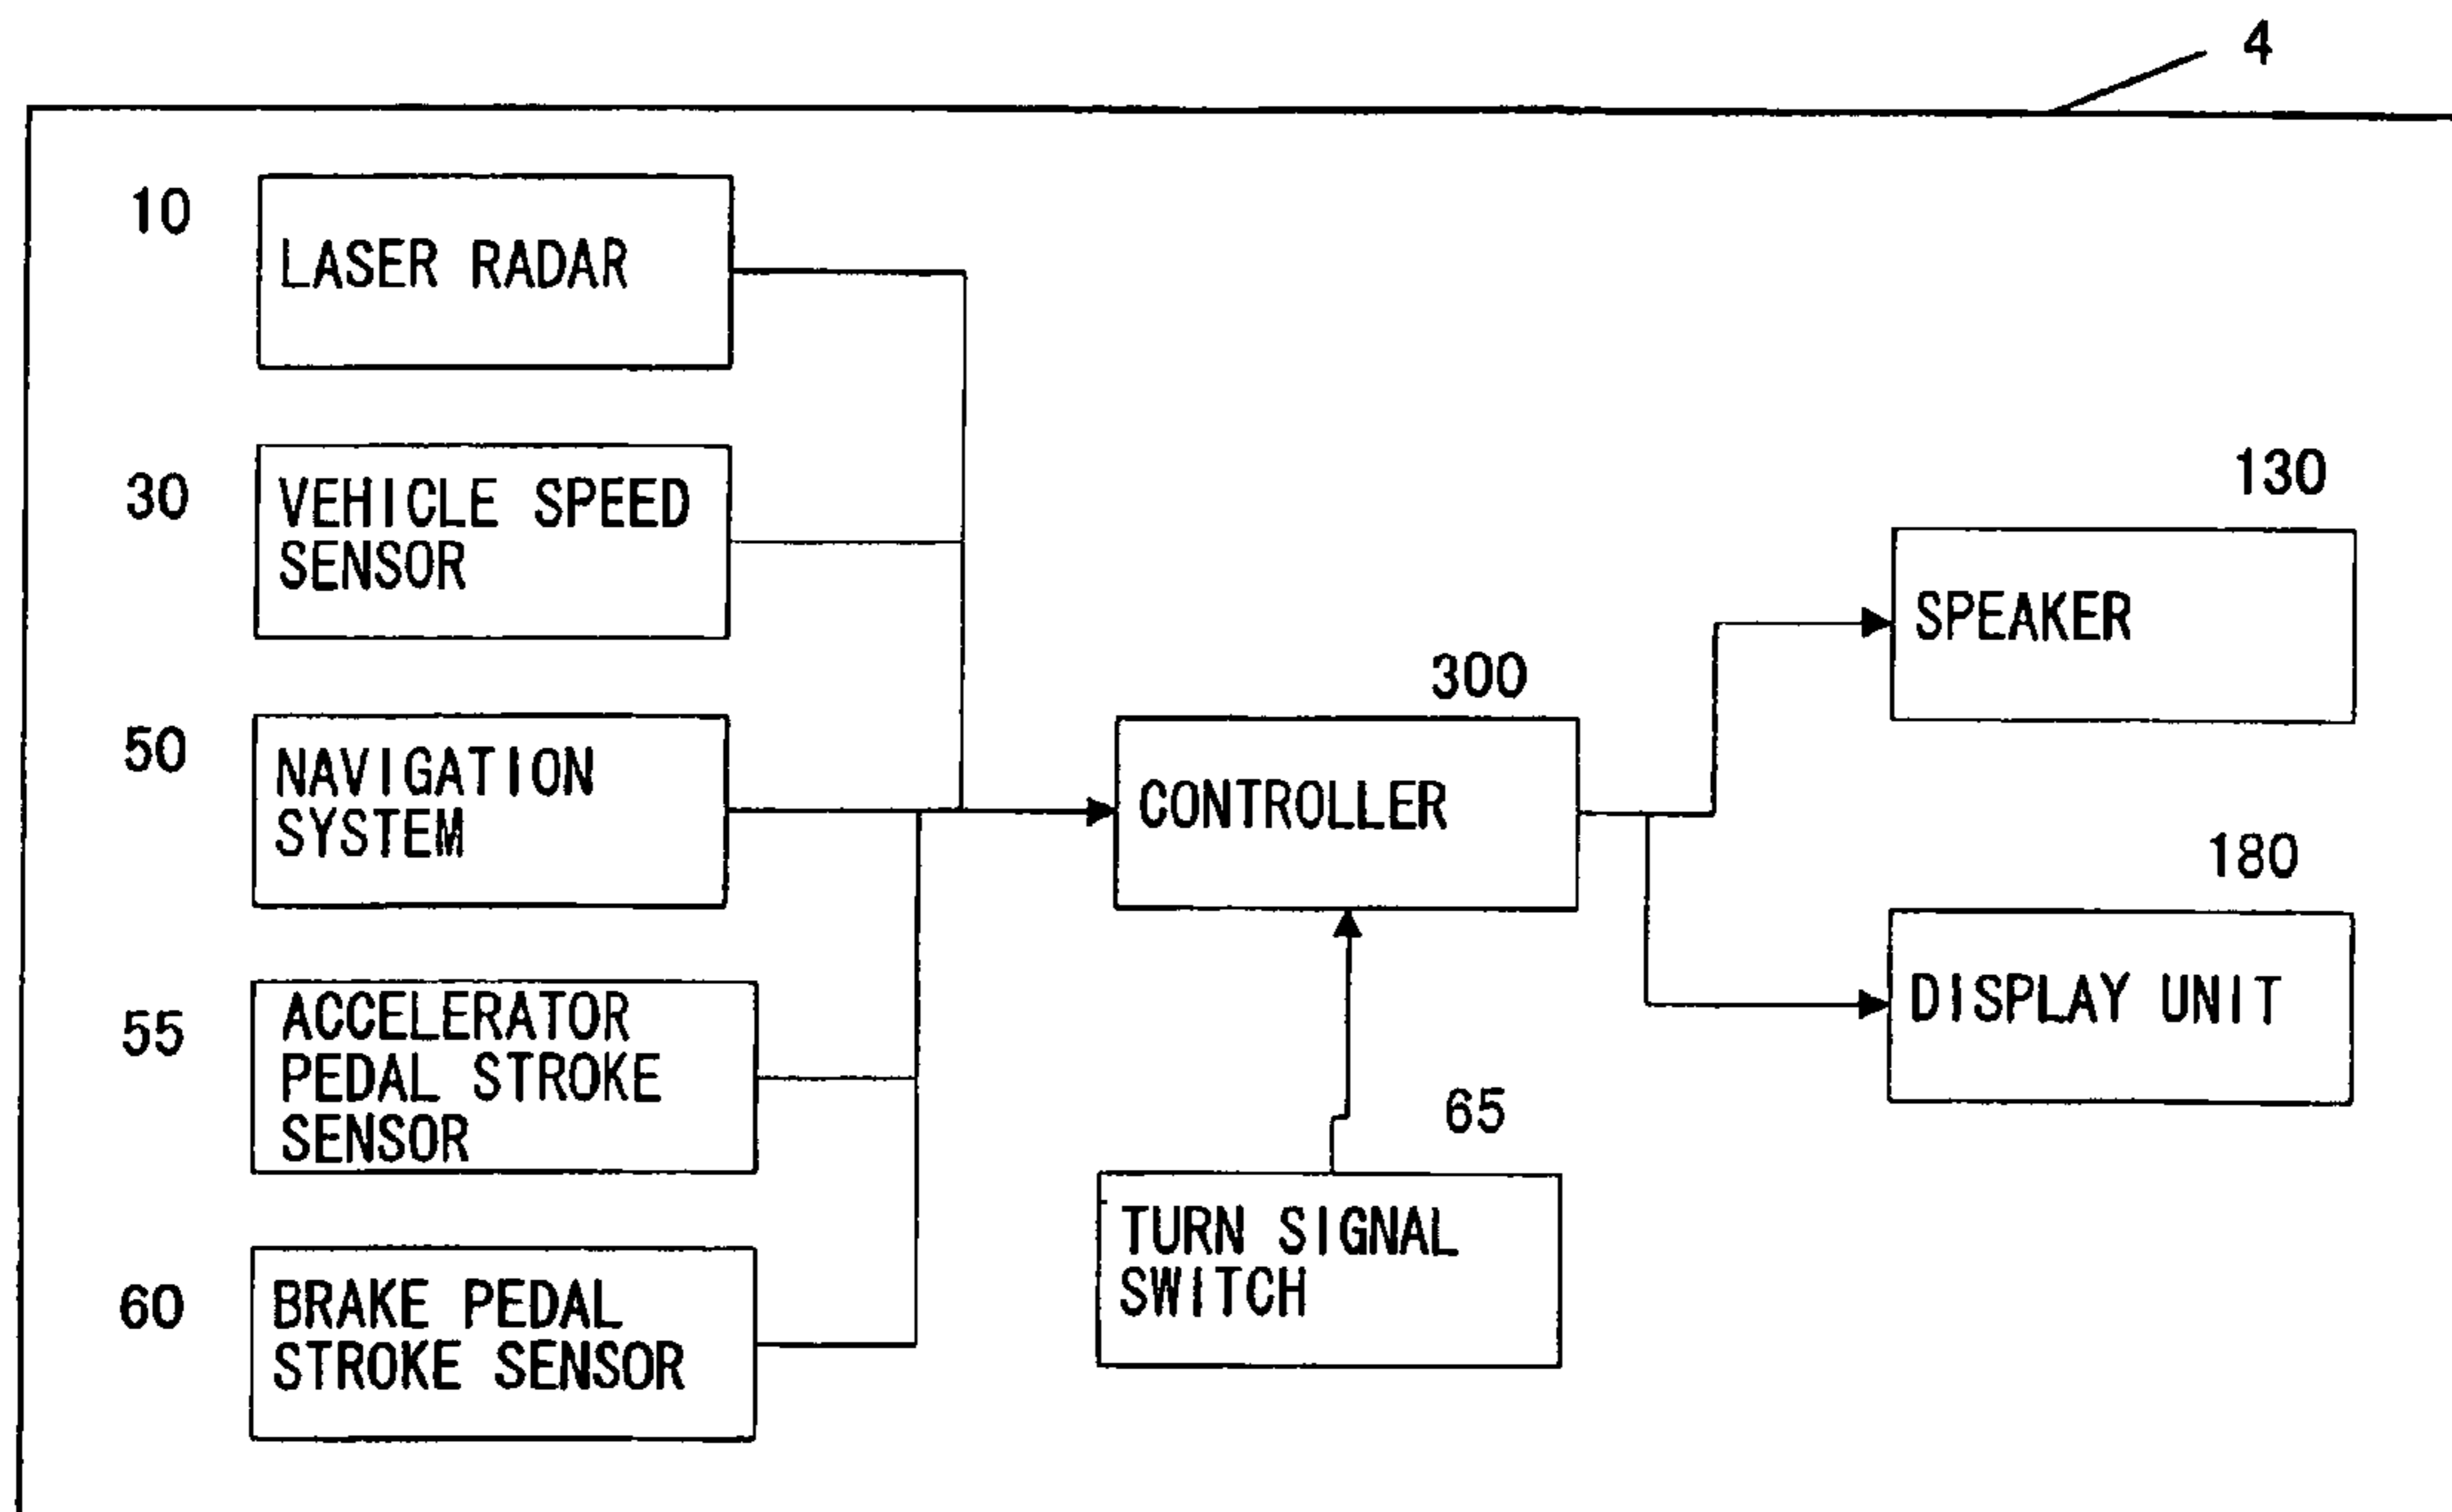 4
10
LASER RADAR
30
VEHICLE SPEED
SENSOR
50
NAVIGATION
SYSTEM
55
ACCELERATOR
PEDAL STROKE
SENSOR
60
BRAKE PEDAL
STROKE SENSOR
300
CONTROLLER
65
TURN SIGNAL
SWITCH
130
SPEAKER
180
DISPLAY UNIT